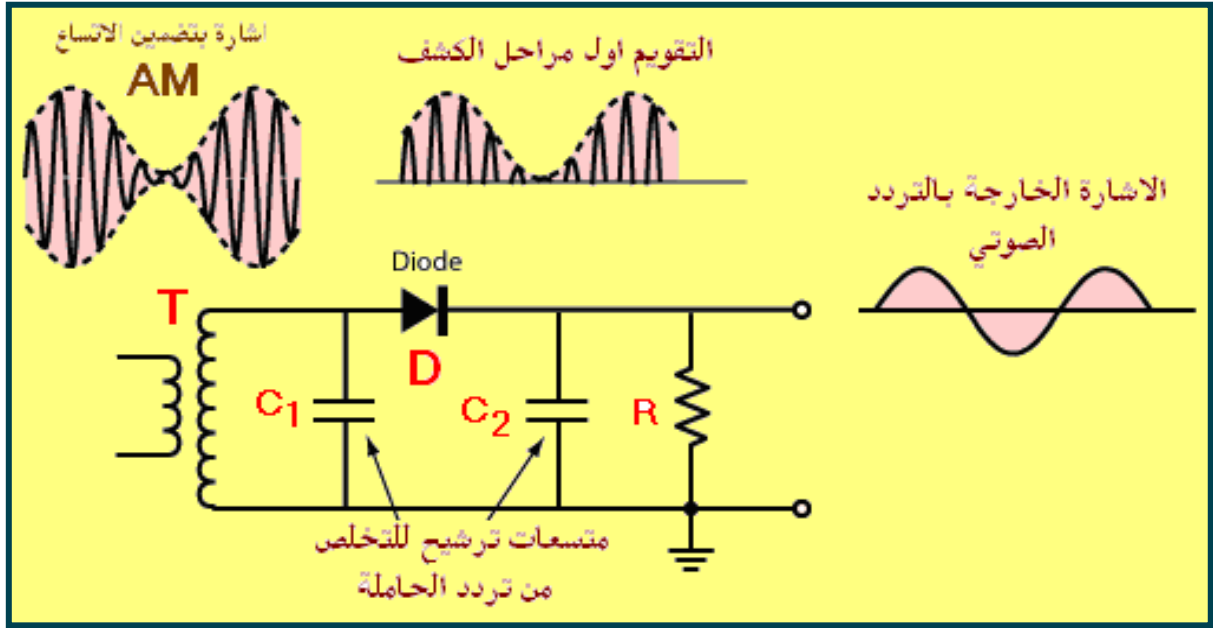 اشارة بتضمين الاتساع
AM
التقويم اول مراحل الكشف
الاشارة الخارجة بالتردد
الصوتي
Diode
T
D
C1
C2
R
متسعات ترشيح للتخلص
من تردد الحاملة